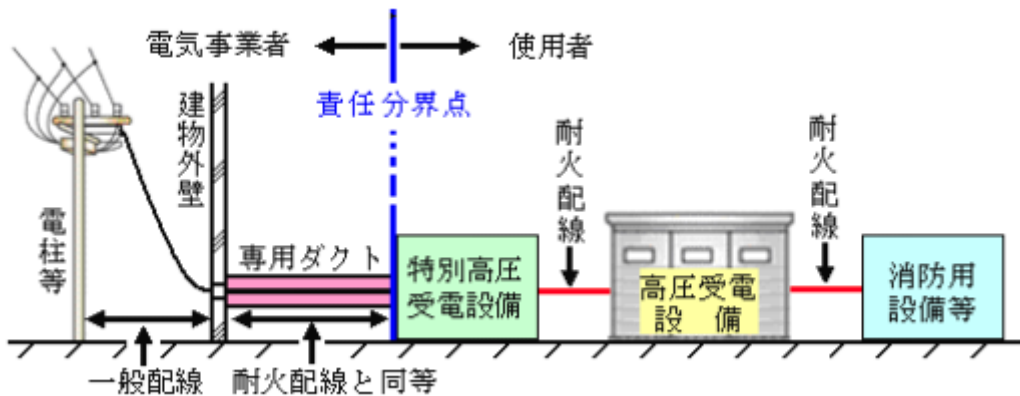 電気事業者
使用者
責任分界点
建物外壁
電柱等
専用ダクト
特別高圧
受電設備
耐火配線
高圧受電
設　備
耐火配線
消防用
設備等
一般配線
耐火配線と同等